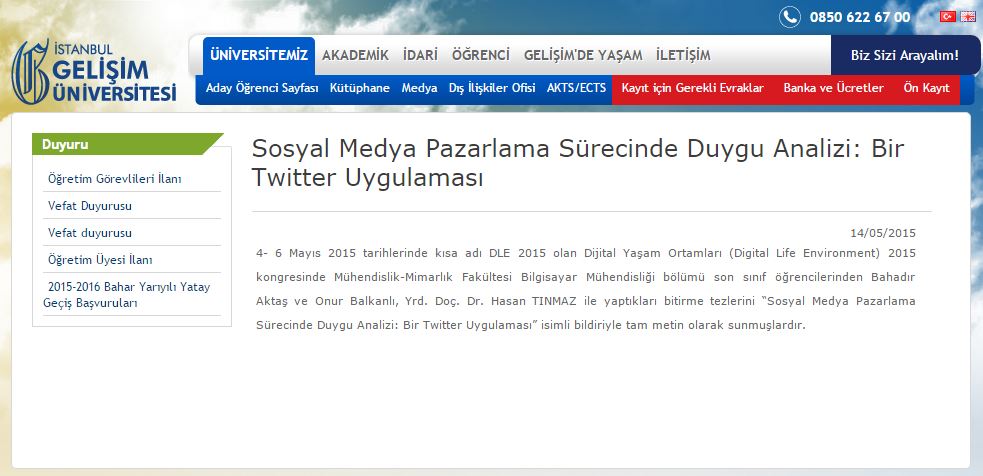 0850 622 67 00
İSTANBUL
GELİŞİM
ÜNİVERSİTESİ
ÜNİVERSİTEMİZ AKADEMİK İDARİ ÖĞRENCİ GELİŞİM'DE YAŞAM İLETİŞİM
Biz Sizi Arayalım!
Aday Öğrenci Sayfası Kütüphane Medya Dış İlişkiler Ofisi AKTS/ECTS Kayıt için Gerekli Evraklar Banka ve Ücretler Ön Kayıt
Duyuru
Öğretim Görevlileri İlanı
Vefat Duyurusu
Vefat duyurusu
Öğretim Üyesi İlanı
2015-2016 Bahar Yarıyılı Yatay
Geçiş Başvuruları
Sosyal Medya Pazarlama Sürecinde Duygu Analizi: Bir
Twitter Uygulaması
14/05/2015
4- 6 Mayıs 2015 tarihlerinde kısa adı DLE 2015 olan Dijital Yaşam Ortamları (Digital Life Environment) 2015
kongresinde Mühendislik-Mimarlık Fakültesi Bilgisayar Mühendisliği bölümü son sınıf öğrencilerinden Bahadır
Aktaş ve Onur Balkanlı, Yrd. Doç. Dr. Hasan TINMAZ ile yaptıkları bitirme tezlerini “Sosyal Medya Pazarlama
Sürecinde Duygu Analizi: Bir Twitter Uygulaması” isimli bildiriyle tam metin olarak sunmuşlardır.